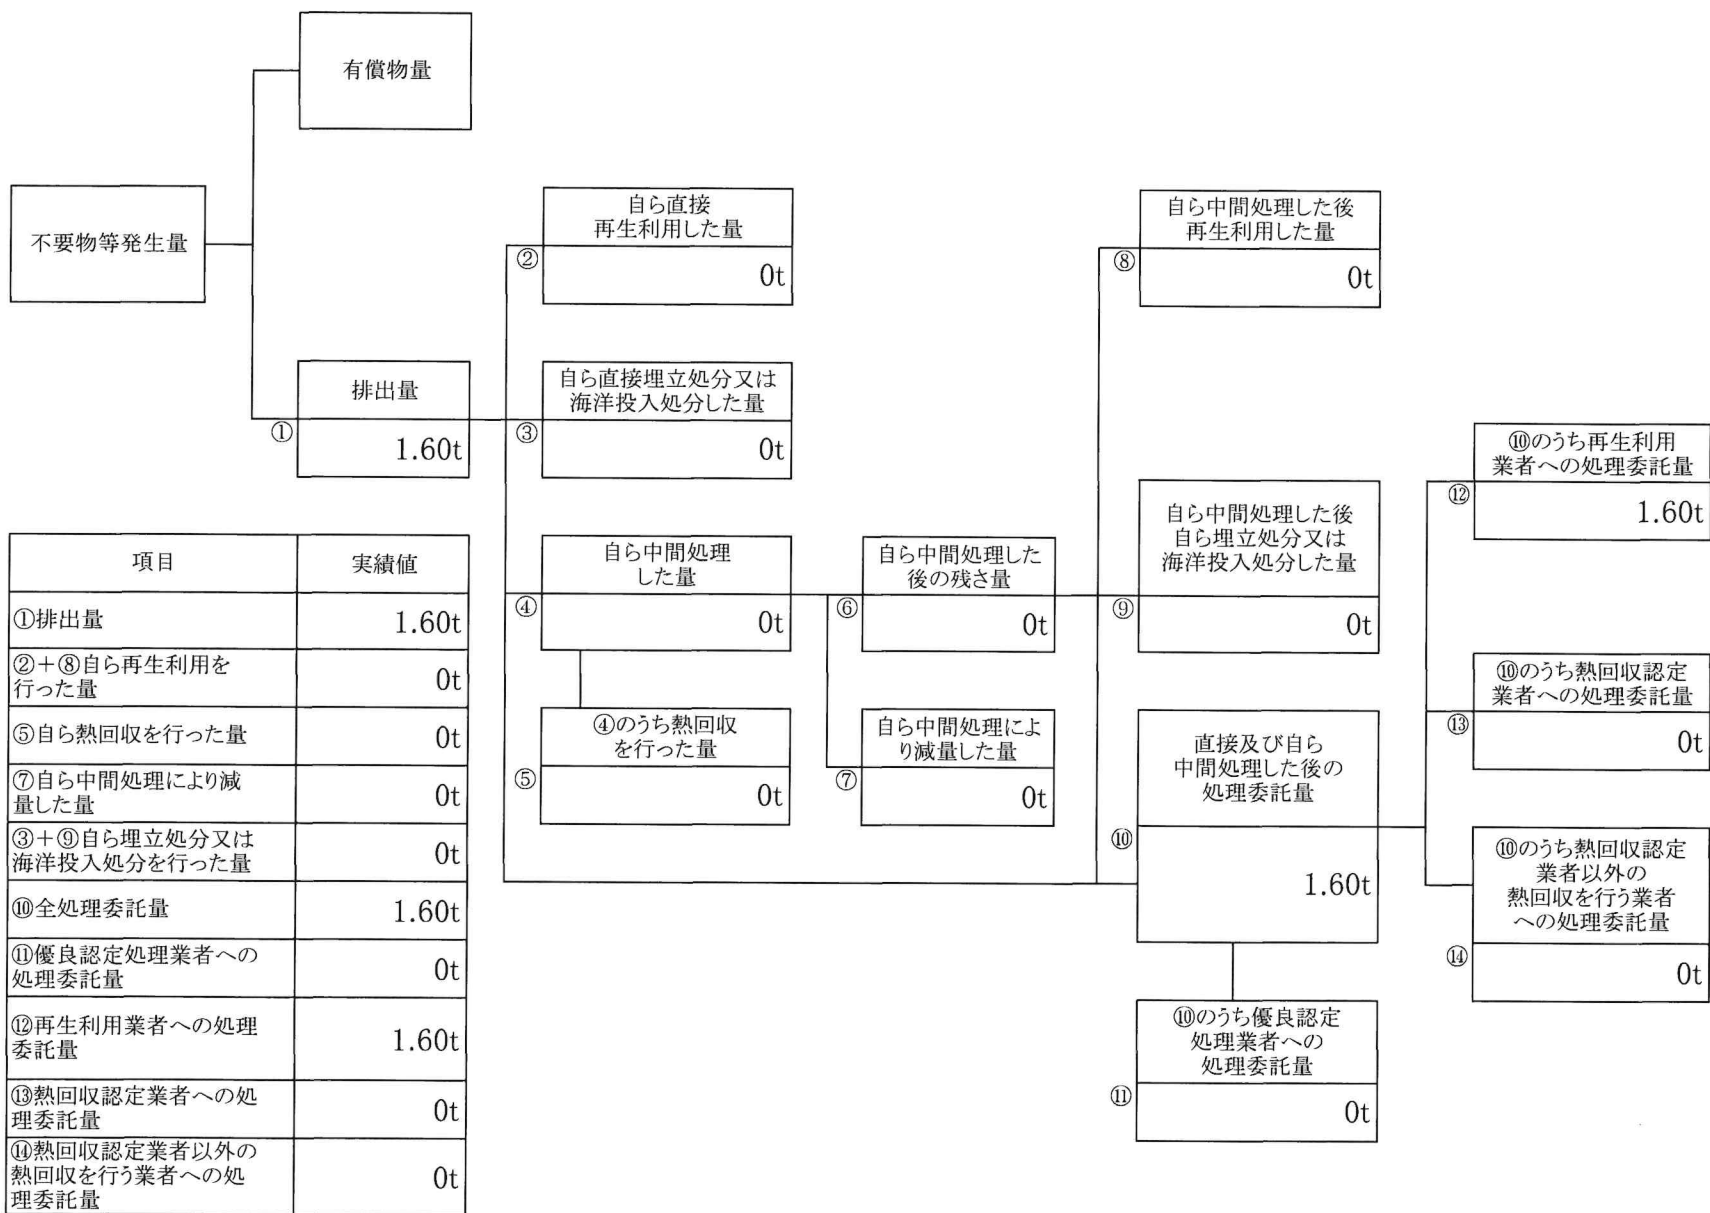 有償物量
不要物等発生量
排出量
①
1.60t
自ら直接
再生利用した量
②
0t
自ら直接埋立処分又は
海洋投入処分した量
③
0t
自ら中間処理
した量
④
0t
④のうち熱回収
を行った量
⑤
0t
自ら中間処理した
後の残さ量
⑥
0t
自ら中間処理によ
り減量した量
⑦
0t
自ら中間処理した後
再生利用した量
⑧
0t
自ら中間処理した後
自ら埋立処分又は
海洋投入処分した量
⑨
0t
直接及び自ら
中間処理した後の
処理委託量
⑩
1.60t
⑩のうち優良認定
処理業者への
処理委託量
⑪
0t
⑩のうち再生利用
業者への処理委託量
⑫
1.60t
⑩のうち熱回収認定
業者への処理委託量
⑬
0t
⑩のうち熱回収認定
業者以外の
熱回収を行う業者
への処理委託量
⑭
0t
項目 実績値
①排出量 1.60t
②+⑧自ら再生利用を
行った量 0t
⑤自ら熱回収を行った量 0t
⑦自ら中間処理により減
量した量 0t
③+⑨自ら埋立処分又は
海洋投入処分を行った量 0t
⑩全処理委託量 1.60t
⑪優良認定処理業者への
処理委託量 0t
⑫再生利用業者への処理
委託量 1.60t
⑬熱回収認定業者への処
理委託量 0t
⑭熱回収認定業者以外の
熱回収を行う業者への処
理委託量 0t